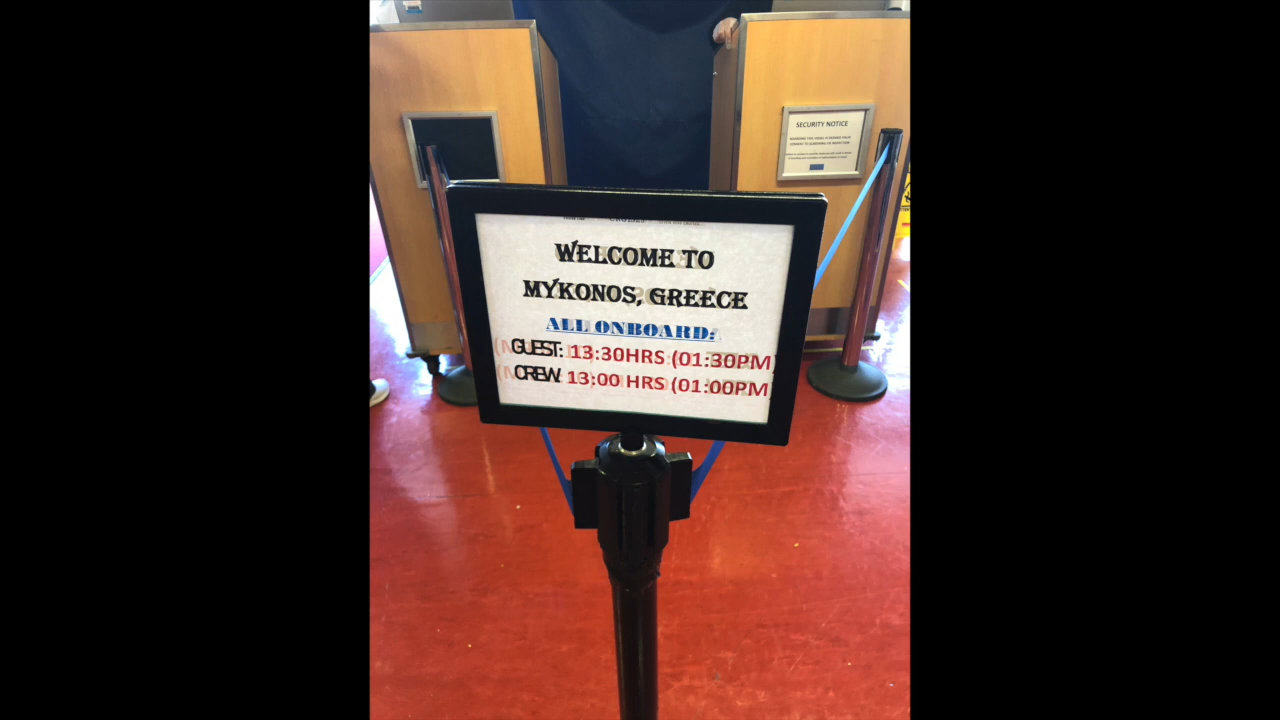 WELCOME TO
MYKONOS, GREECE
ALL ONBOARD:
GUEST: 13:30HRS (01:30PM)
CREW: 13:00 HRS (01:00PM)
SECURITY NOTICE